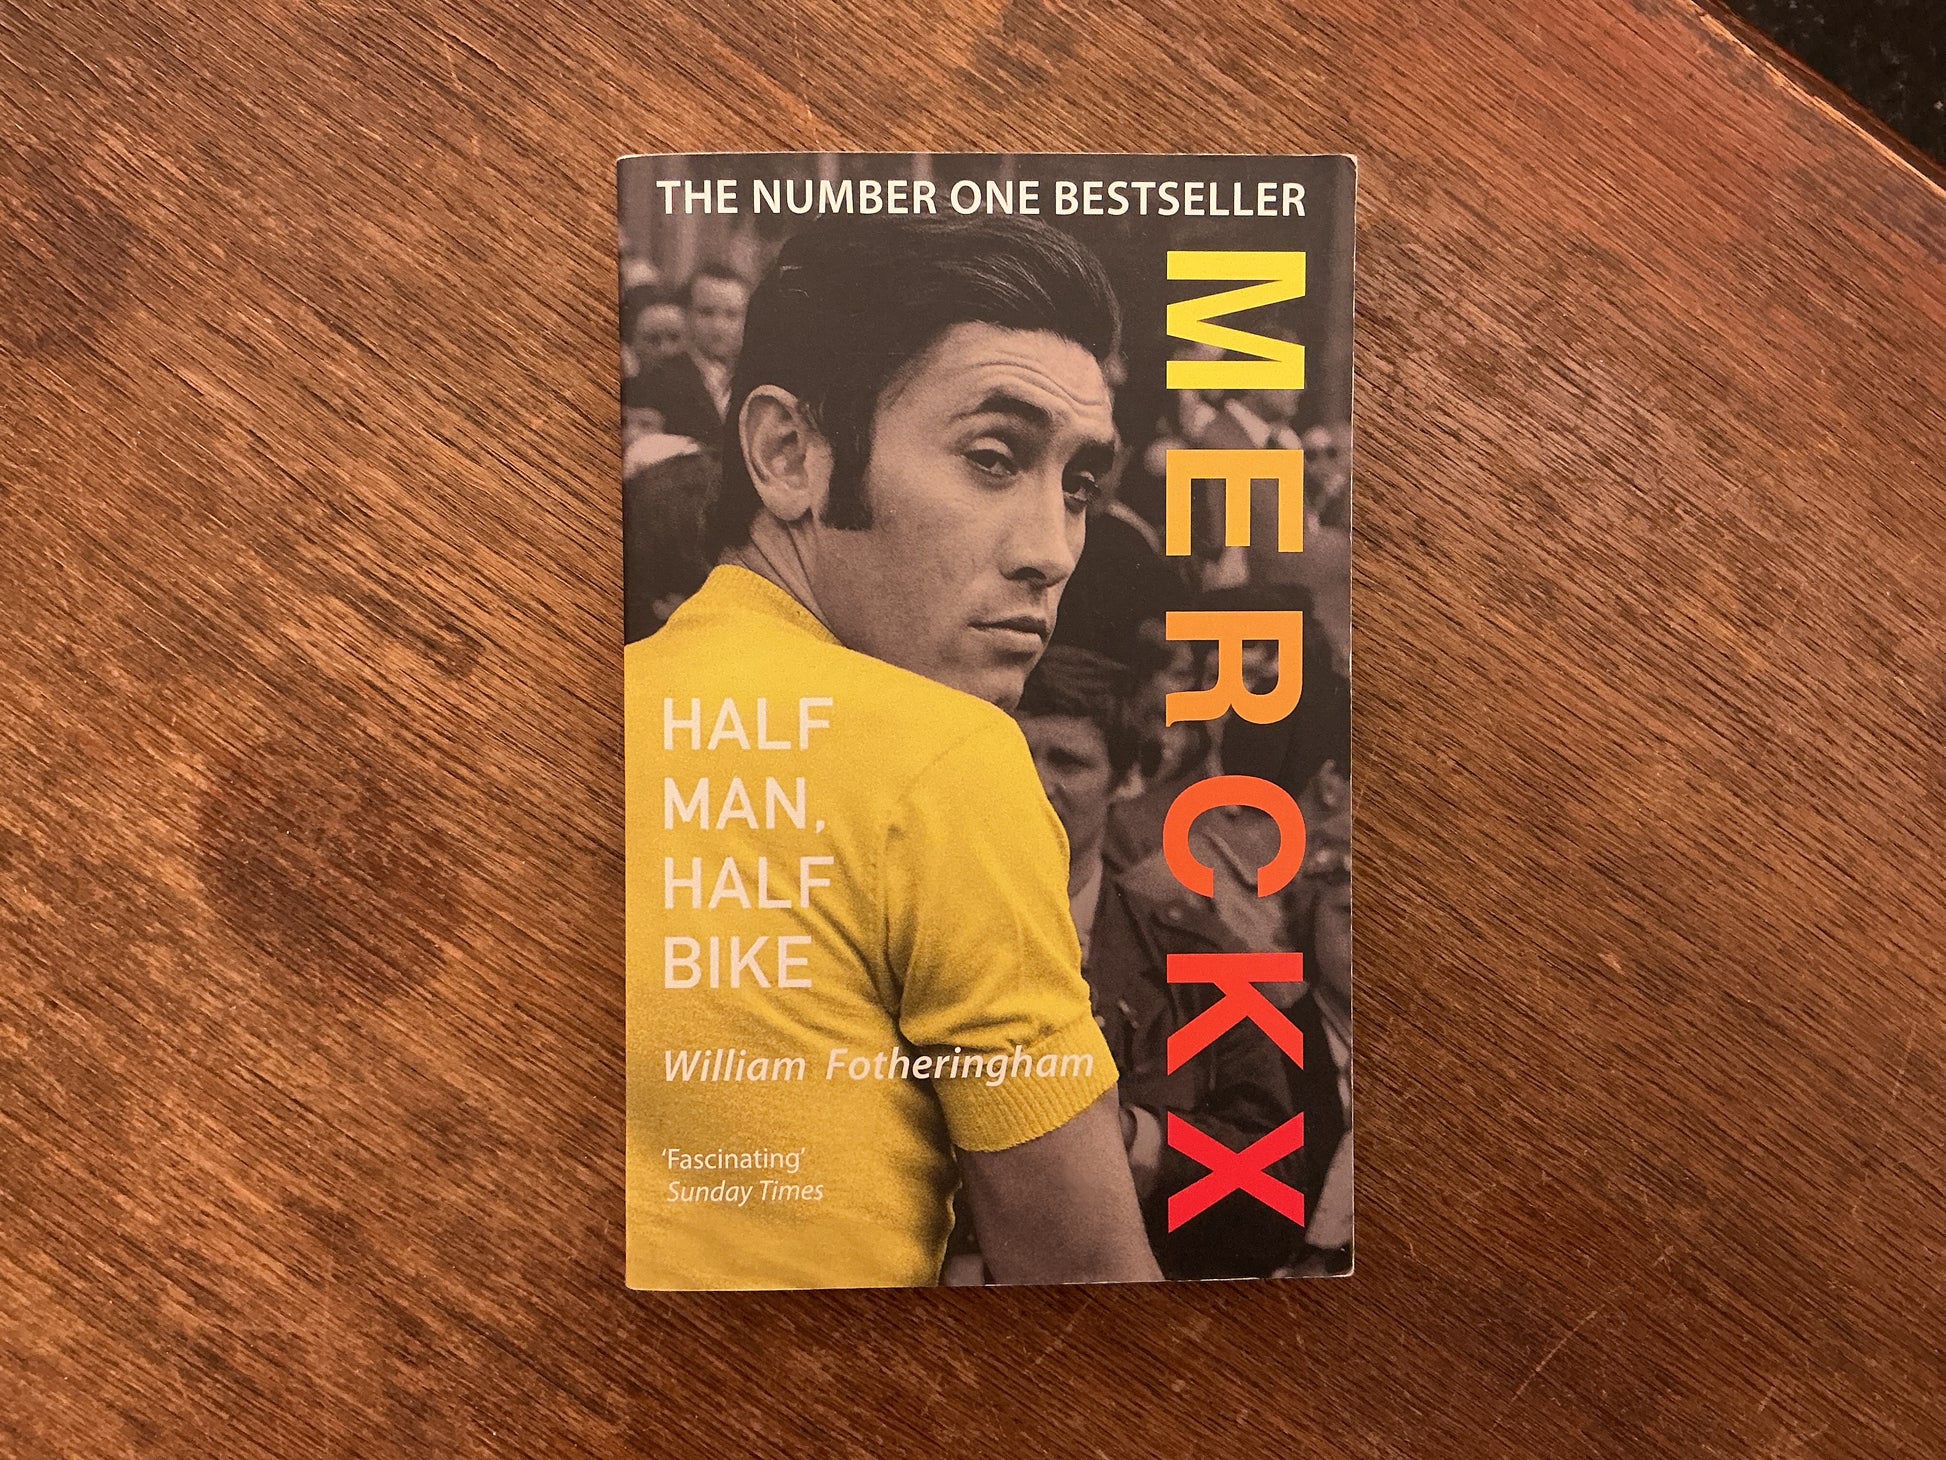 THE NUMBER ONE BESTSELLER
MERCKX
HALF
MAN,
HALF
BIKE
William Fotheringham
‘Fascinating’
Sunday Times